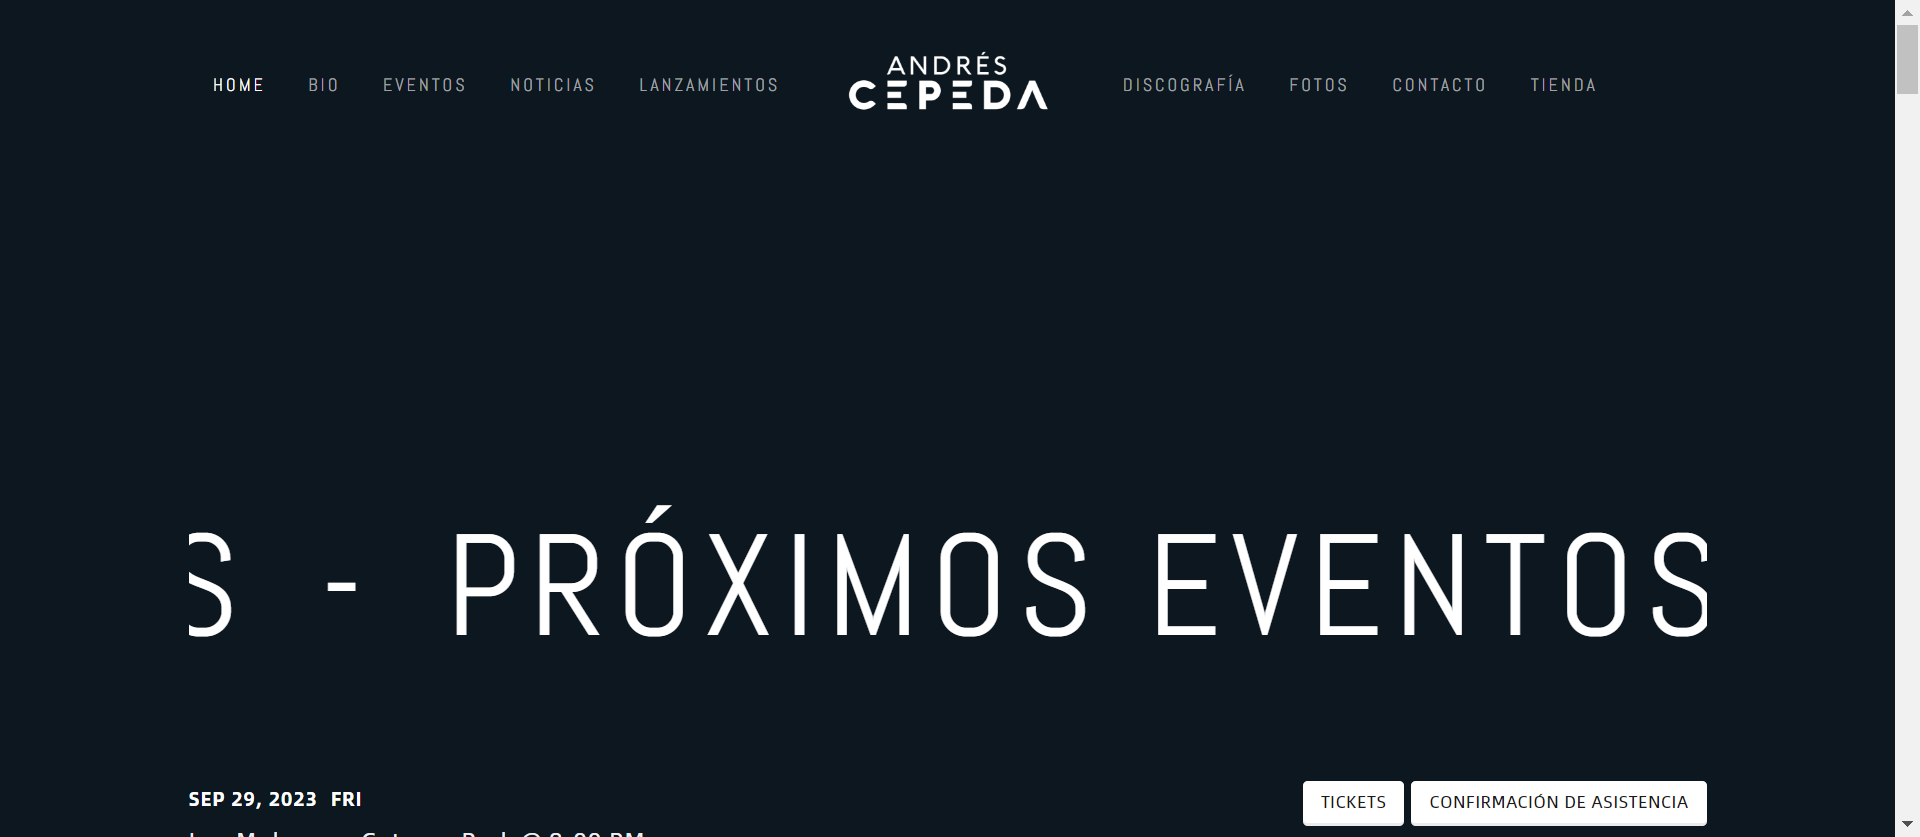 HOME BIO EVENTOS NOTICIAS LANZAMIENTOS
ANDRÉS
CEPEDA
DISCOGRAFÍA FOTOS CONTACTO TIENDA
S - PRÓXIMOS EVENTOS
SEP 29, 2023 FRI
TICKETS CONFIRMACIÓN DE ASISTENCIA